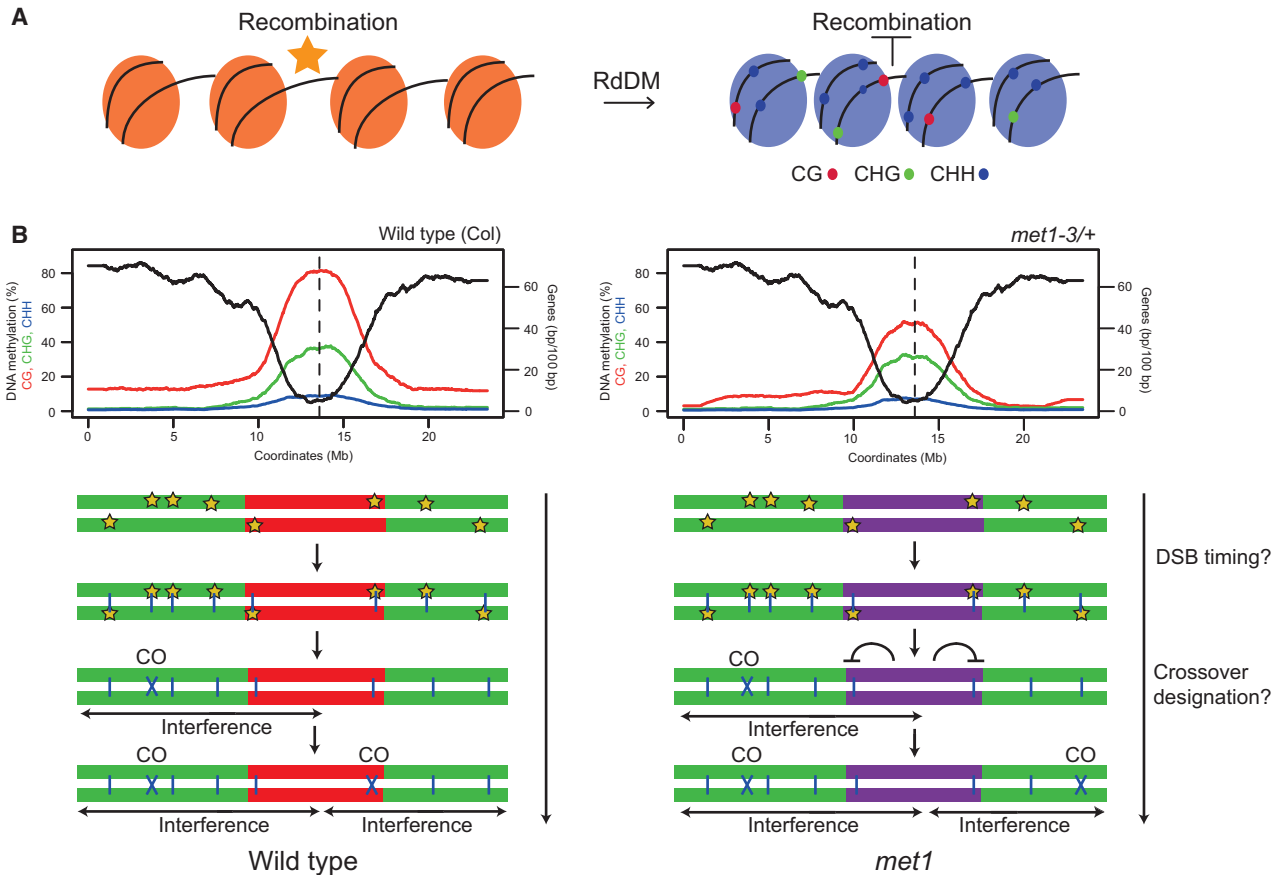 A
Recombination
RdDM
Recombination
CG
CHG
CHH
B
Wild type (Col)
DNA methylation (%)
CG, CHG, CHH
80
60
40
20
0
60
40
20
0
Genes (bp/100 bp)
0
5
10
15
20
Coordinates (Mb)
met1-3/+
DNA methylation (%)
CG, CHG, CHH
80
60
40
20
0
60
40
20
0
Genes (bp/100 bp)
0
5
10
15
20
Coordinates (Mb)
CO
Interference
CO
CO
Interference
Interference
Wild type
CO
Interference
CO
CO
Interference
Interference
met1
DSB timing?
Crossover
designation?